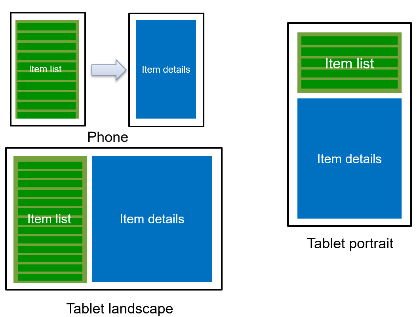 Item list
Item details
Phone
Item list
Item details
Tablet landscape
Item list
Item details
Tablet portrait